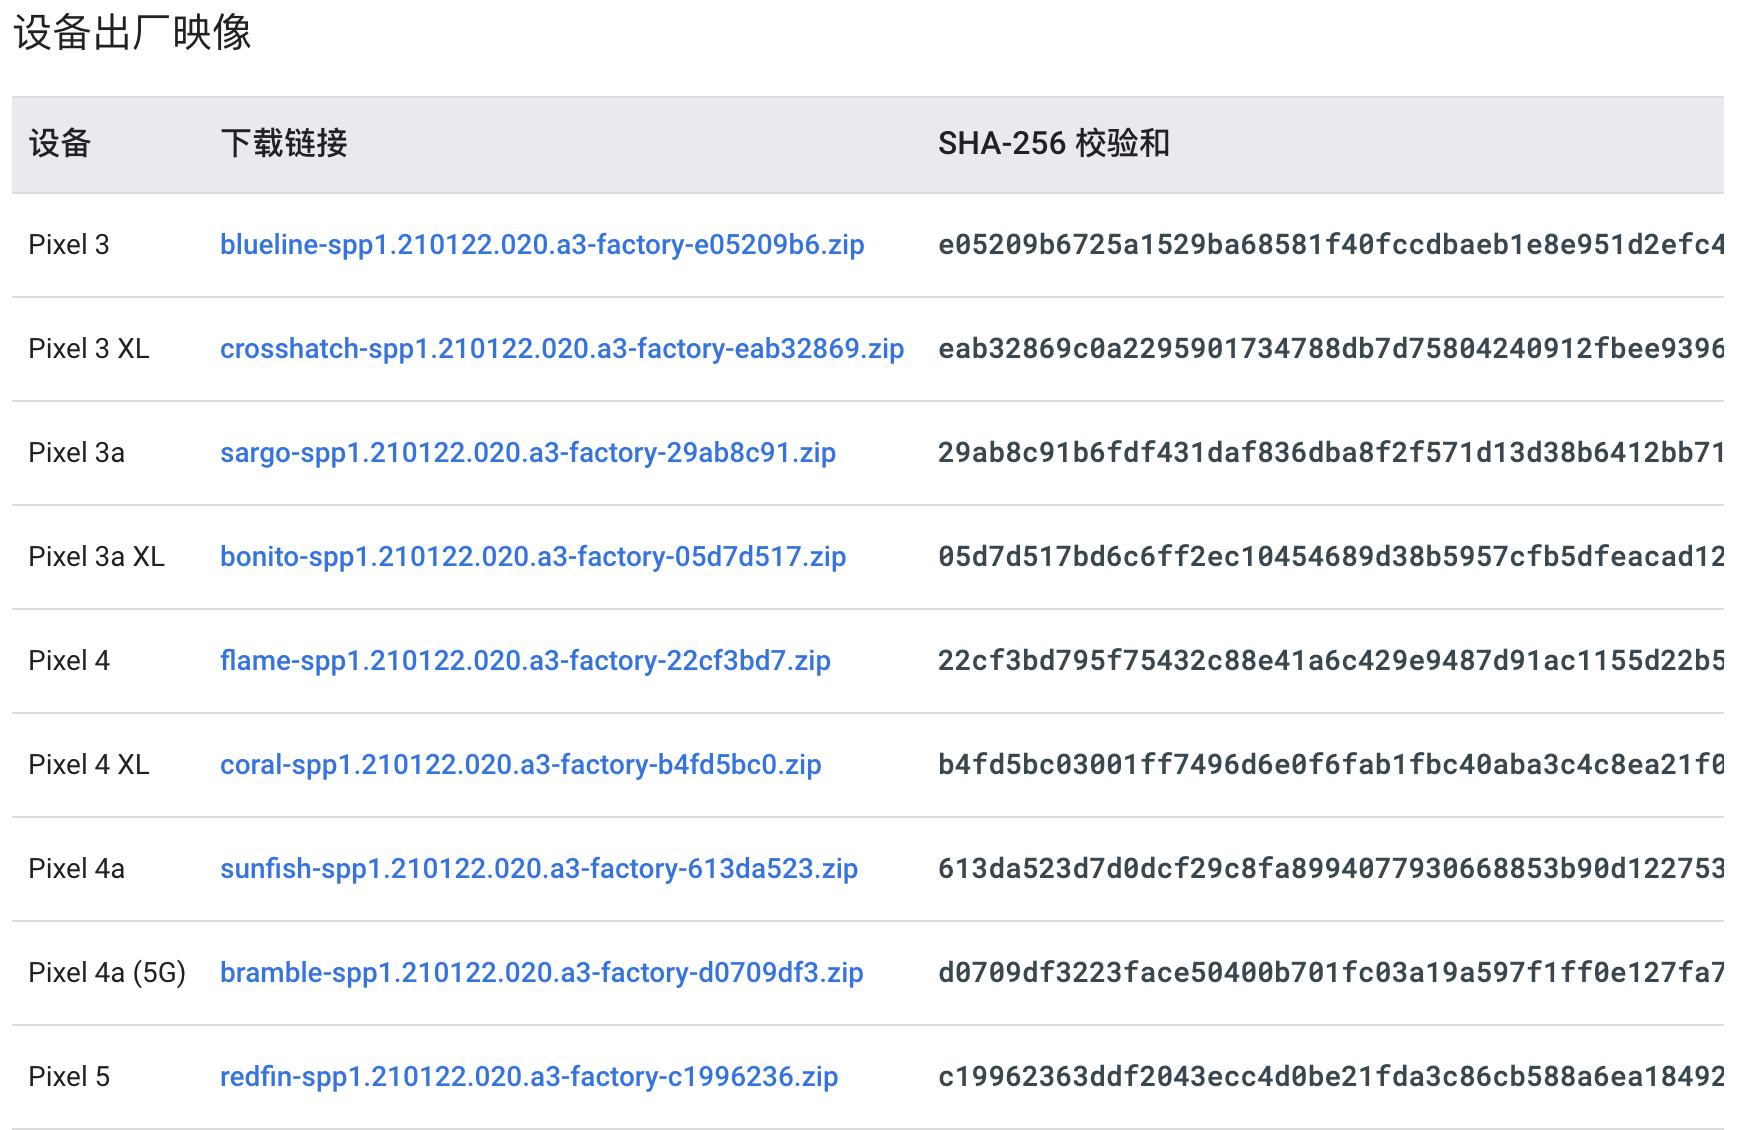 设备出厂映像
设备 下载链接 SHA-256 校验和
Pixel 3 blueline-spp1.210122.020.a3-factory-e05209b6.zip e05209b6725a1529ba68581f40fccdbaeb1e8e951d2efc4
Pixel 3 XL crosshatch-spp1.210122.020.a3-factory-eab32869.zip eab32869c0a2295901734788db7d75804240912fbee9396
Pixel 3a sargo-spp1.210122.020.a3-factory-29ab8c91.zip 29ab8c91b6fdf431daf836dba8f2f571d13d38b6412bb71
Pixel 3a XL bonito-spp1.210122.020.a3-factory-05d7d517.zip 05d7d517bd6c6ff2ec10454689d38b5957cfb5dfeacad12
Pixel 4 flame-spp1.210122.020.a3-factory-22cf3bd7.zip 22cf3bd795f75432c88e41a6c429e9487d91ac1155d22b5
Pixel 4 XL coral-spp1.210122.020.a3-factory-b4fd5bc0.zip b4fd5bc03001ff7496d6e0f6fab1fbc40aba3c4c8ea21f0
Pixel 4a sunfish-spp1.210122.020.a3-factory-613da523.zip 613da523d7d0dcf29c8fa8994077930668853b90d122753
Pixel 4a (5G) bramble-spp1.210122.020.a3-factory-d0709df3.zip d0709df3223face50400b701fc03a19a597f1ff0e127fa7
Pixel 5 redfin-spp1.210122.020.a3-factory-c1996236.zip c19962363ddf2043ecc4d0be21fda3c86cb588a6ea18492